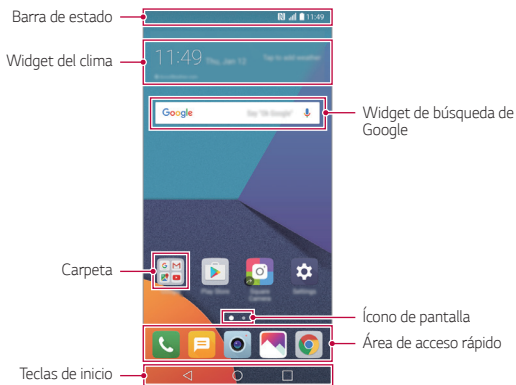 Barra de estado
11:49
Widget del clima
11:49 Thu, Jan 12
Tap to add weather
Google
Say "Ok Google"
Widget de búsqueda de
Google
Carpeta
Play Store
Square
Camera
Settings
Ícono de pantalla
Área de acceso rápido
Teclas de inicio